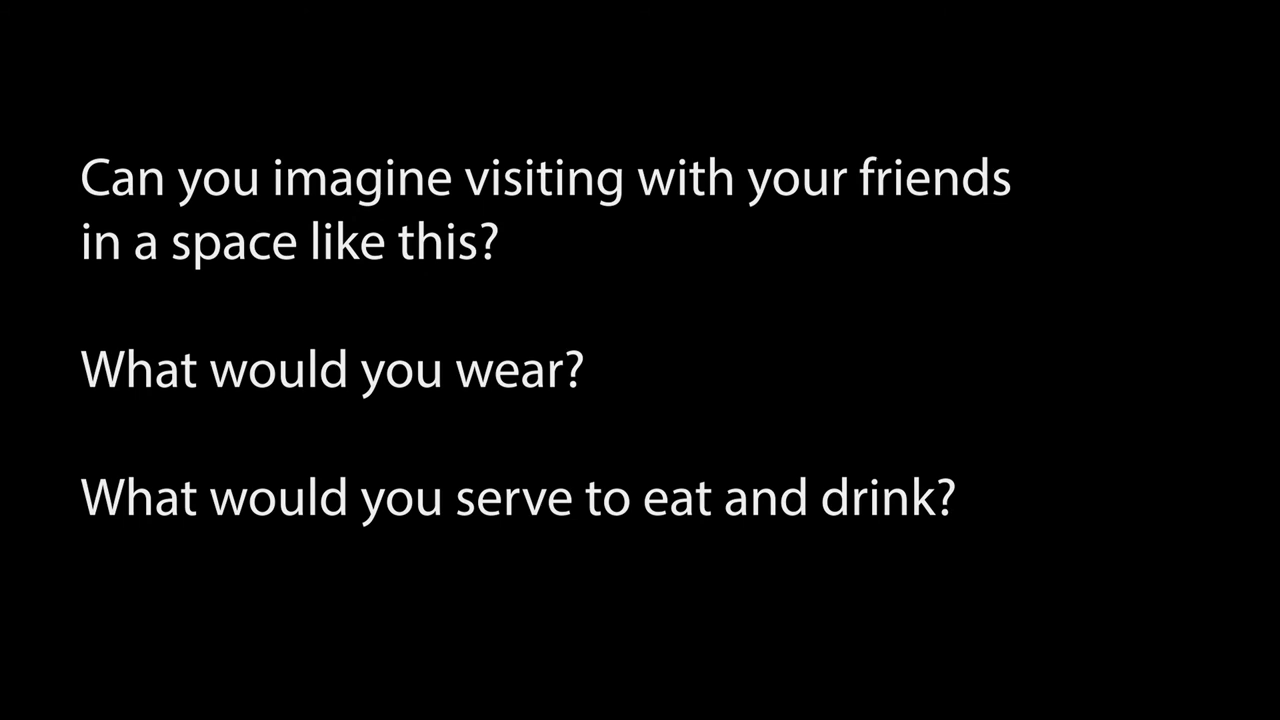 Can you imagine visiting with your friends
in a space like this?
What would you wear?
What would you serve to eat and drink?